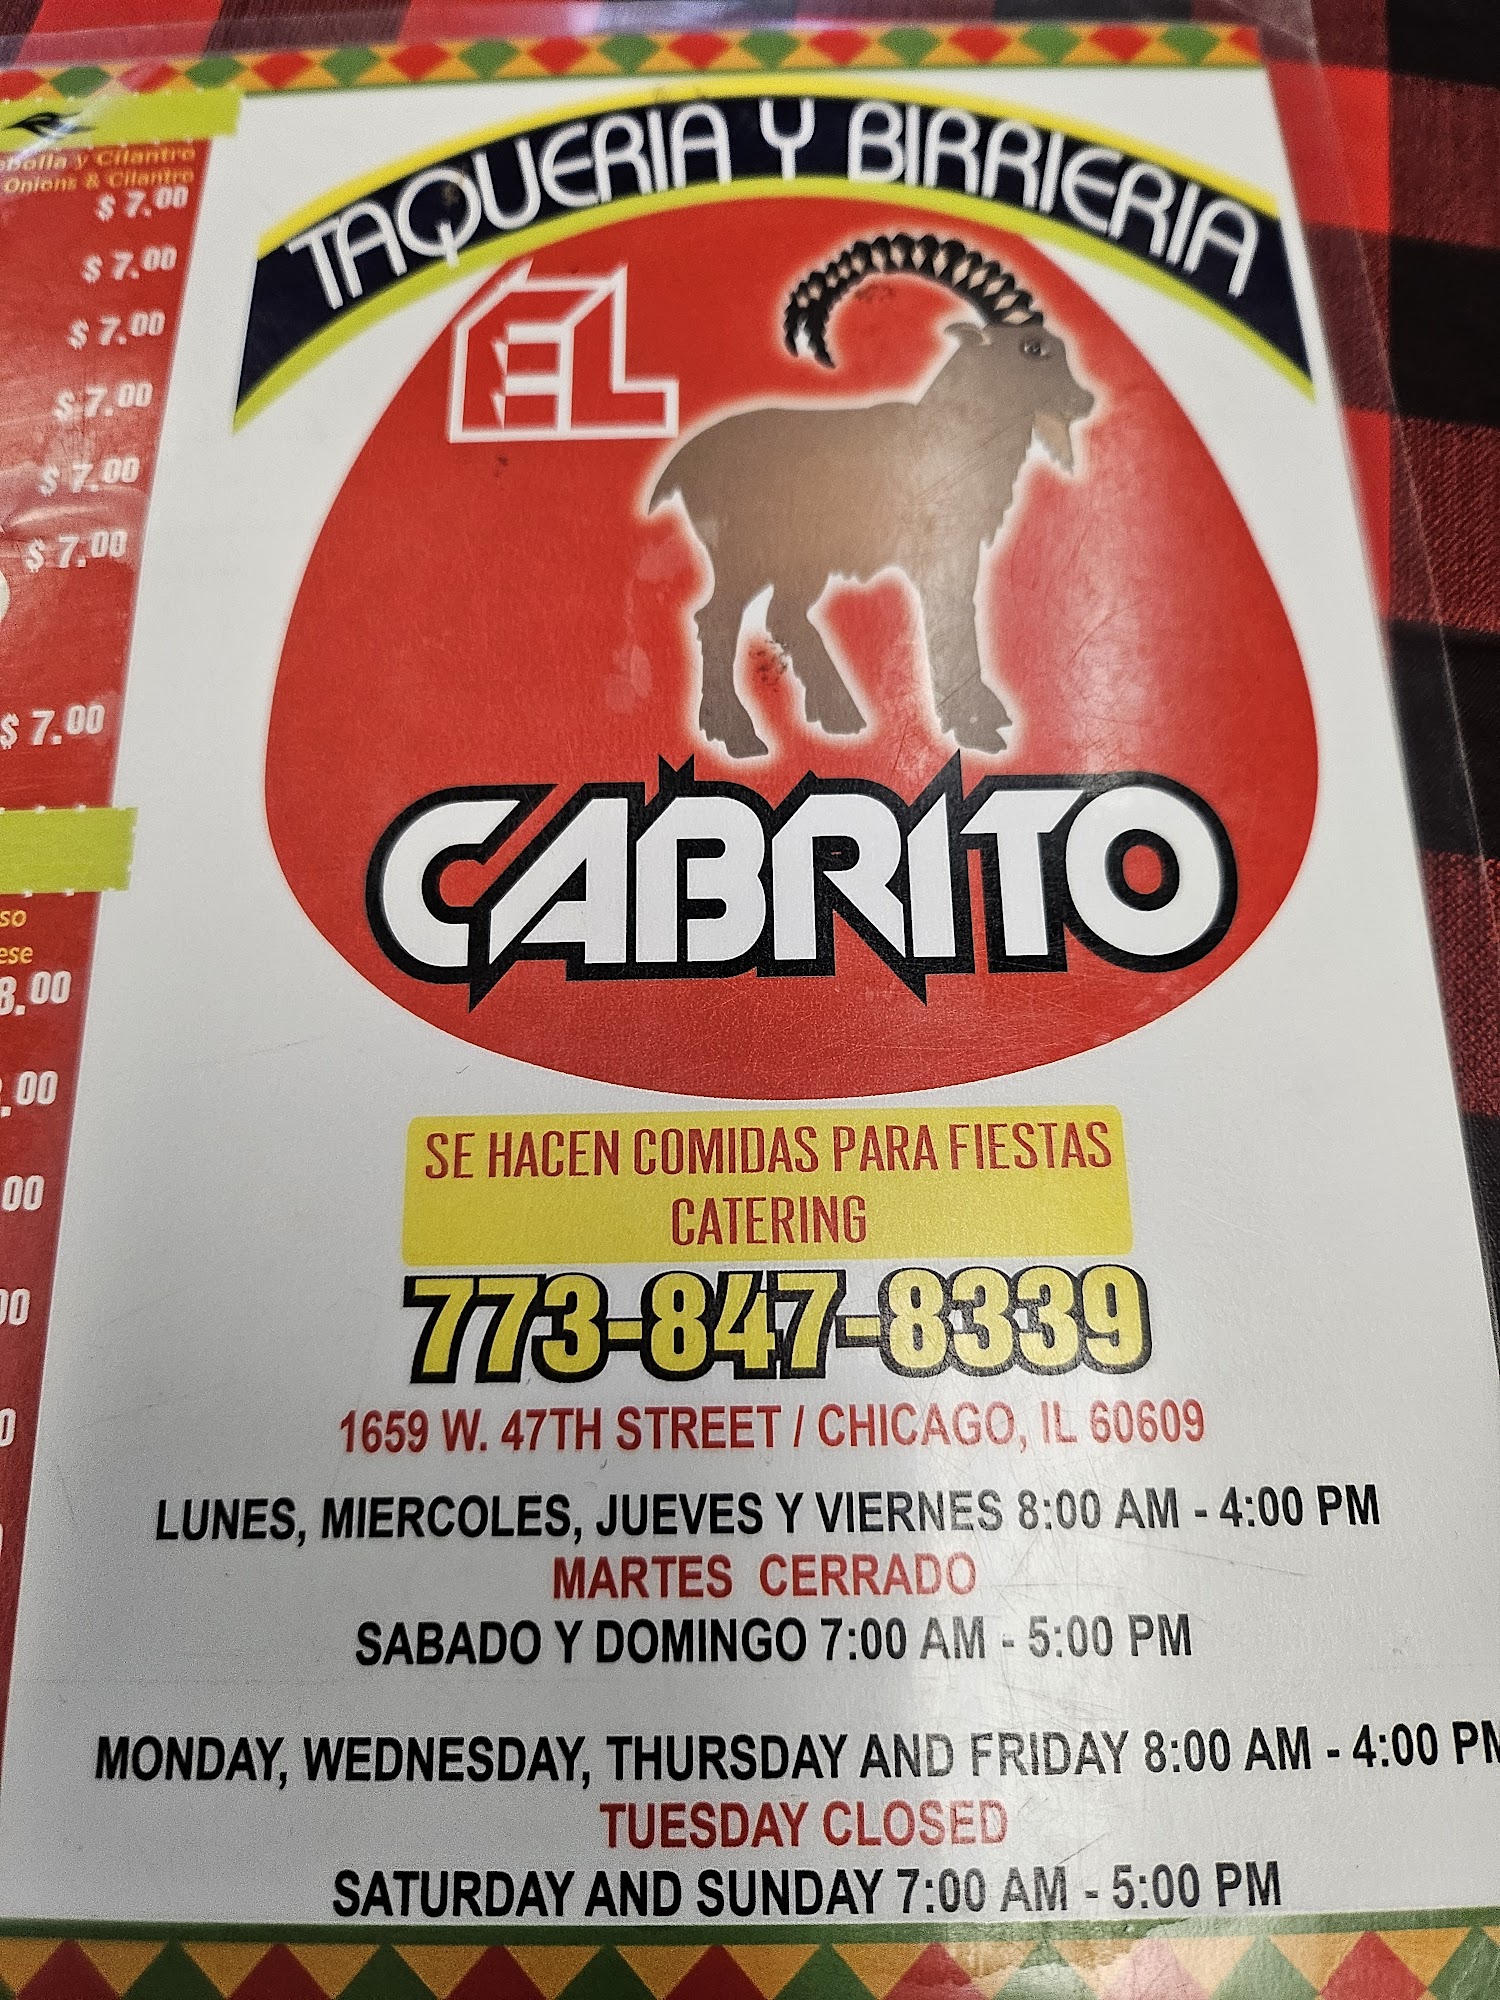 y Cilantro
Onions & Cilantro
$ 7.00
$ 7.00
$ 7.00
$ 7.00
$ 7.00
$ 7.00
$ 7.00
TAQUERIA Y BIRRIERIA
EL
CABRITO
SE HACEN COMIDAS PARA FIESTAS
CATERING
773-847-8339
1659 W. 47TH STREET / CHICAGO, IL 60609
LUNES, MIERCOLES, JUEVES Y VIERNES 8:00 AM - 4:00 PM
MARTES CERRADO
SABADO Y DOMINGO 7:00 AM - 5:00 PM
MONDAY, WEDNESDAY, THURSDAY AND FRIDAY 8:00 AM - 4:00 PM
TUESDAY CLOSED
SATURDAY AND SUNDAY 7:00 AM - 5:00 PM